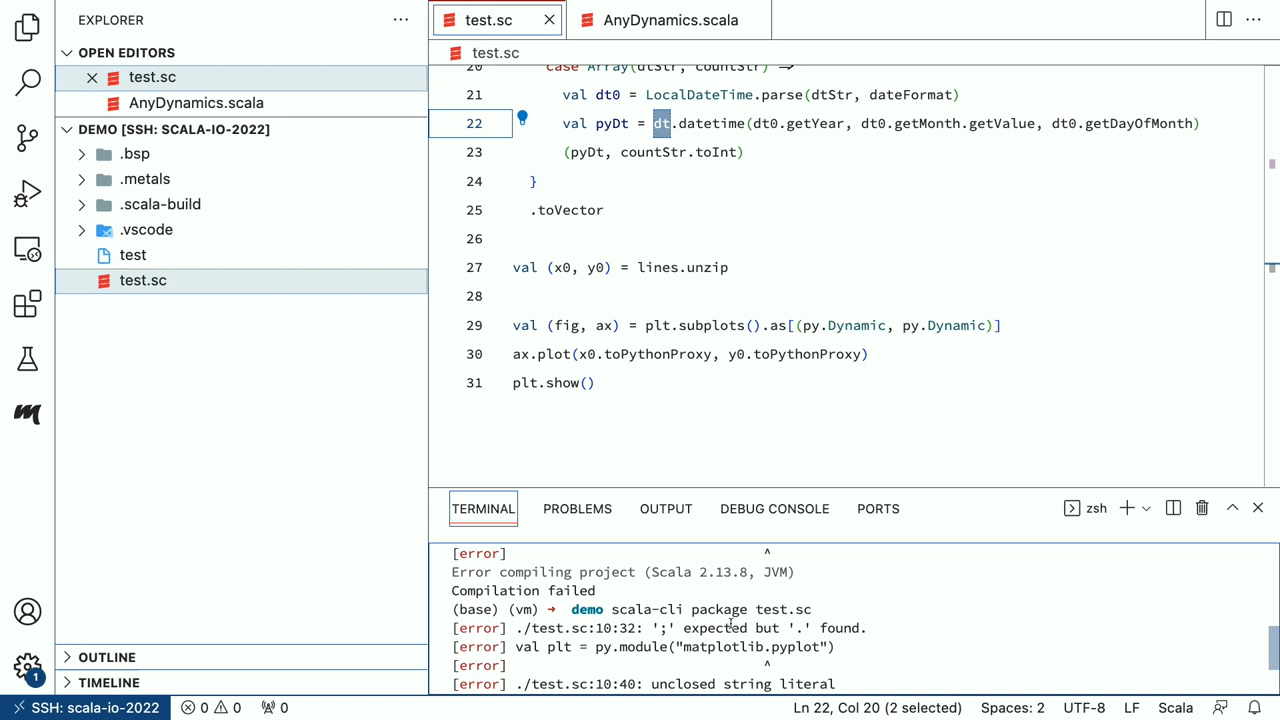 EXPLORER
OPEN EDITORS
test.sc
AnyDynamics.scala
DEMO [SSH: SCALA-IO-2022]
.bsp
.metals
.scala-build
.vscode
test
test.sc
OUTLINE
TIMELINE
test.sc
AnyDynamics.scala
test.sc
20 case Array(dtStr, countStr) =>
21 val dt0 = LocalDateTime.parse(dtStr, dateFormat)
22 val pyDt = dt.datetime(dt0.getYear, dt0.getMonth.getValue, dt0.getDayOfMonth)
23 (pyDt, countStr.toInt)
24 }
25 .toVector
26
27 val (x0, y0) = lines.unzip
28
29 val (fig, ax) = plt.subplots().as[(py.Dynamic, py.Dynamic)]
30 ax.plot(x0.toPythonProxy, y0.toPythonProxy)
31 plt.show()
TERMINAL PROBLEMS OUTPUT DEBUG CONSOLE PORTS zsh
[error] ^
Error compiling project (Scala 2.13.8, JVM)
Compilation failed
(base) (vm) → demo scala-cli package test.sc
[error] ./test.sc:10:32: ';' expected but '.' found.
[error] val plt = py.module("matplotlib.pyplot")
[error] ^
[error] ./test.sc:10:40: unclosed string literal
1
SSH: scala-io-2022 0 0 0 Ln 22, Col 20 (2 selected) Spaces: 2 UTF-8 LF Scala